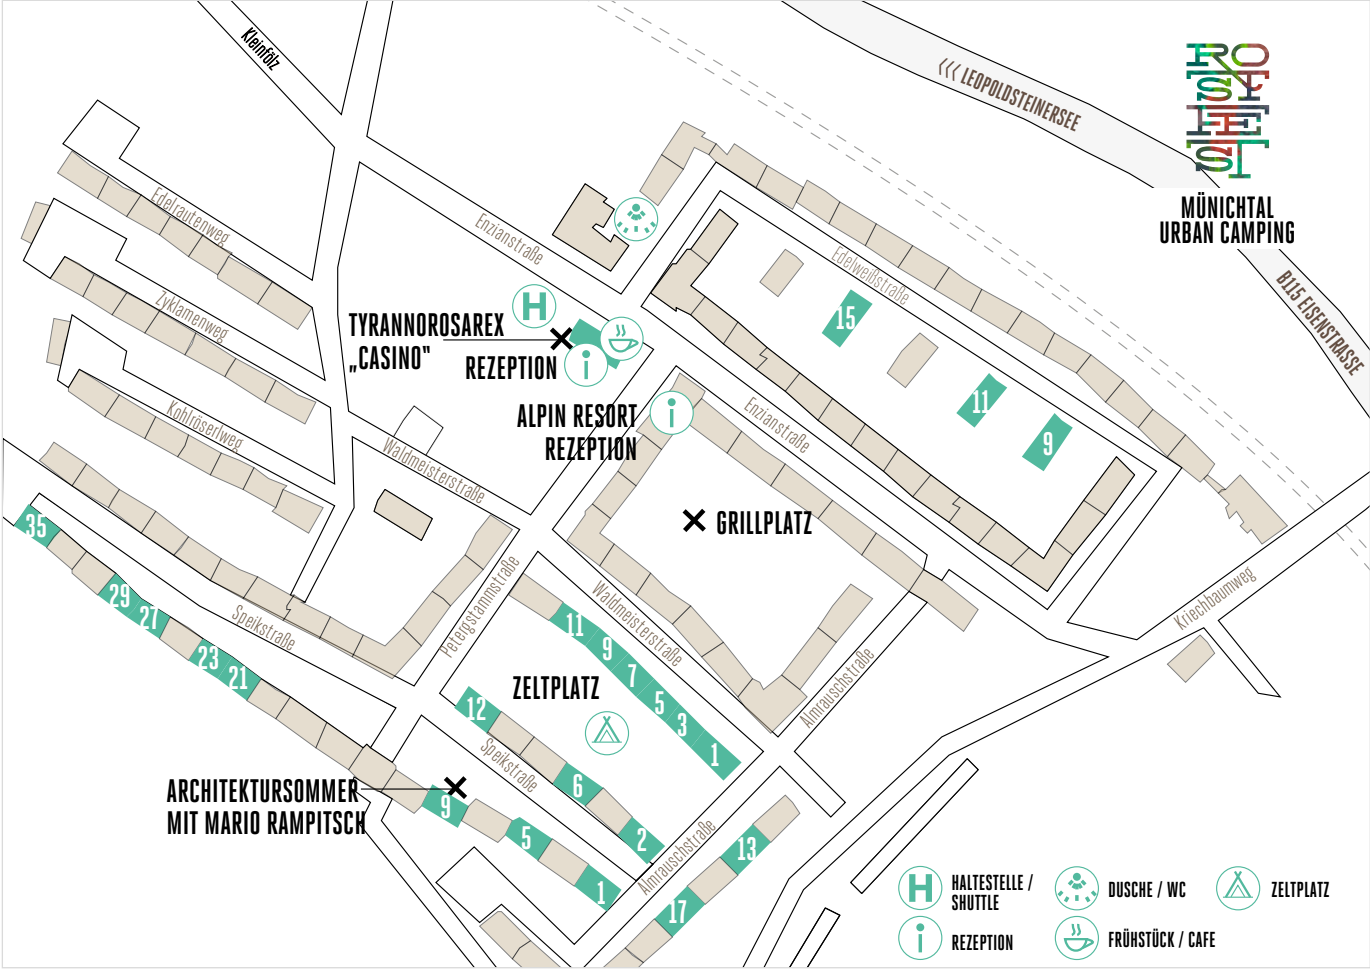 Kleinfölz
<<< LEOPOLDSTEINERSEE
ROSTFEST
MÜNICHTAL
URBAN CAMPING
B115 EISENSTRASSE
Edelrautenweg
Enzianstraße
Edelweißstraße
Zyklamenweg
H
TYRANNOROSAREX
„CASINO"
REZEPTION
i
15
11
9
ALPIN RESORT
REZEPTION
i
Enzianstraße
Kohlröserlweg
Waldmeisterstraße
GRILLPLATZ
35
29
27
23
21
Speikstraße
Peterstammstraße
Waldmeisterstraße
Kriechbaumweg
11
9
7
5
3
1
ZELTPLATZ
Almrauschstraße
12
6
2
Speikstraße
ARCHITEKTURSOMMER
MIT MARIO RAMPITSCH
9
5
1
Almrauschstraße
13
17
H HALTESTELLE /
SHUTTLE
DUSCHE / WC
ZELTPLATZ
i REZEPTION
FRÜHSTÜCK / CAFE